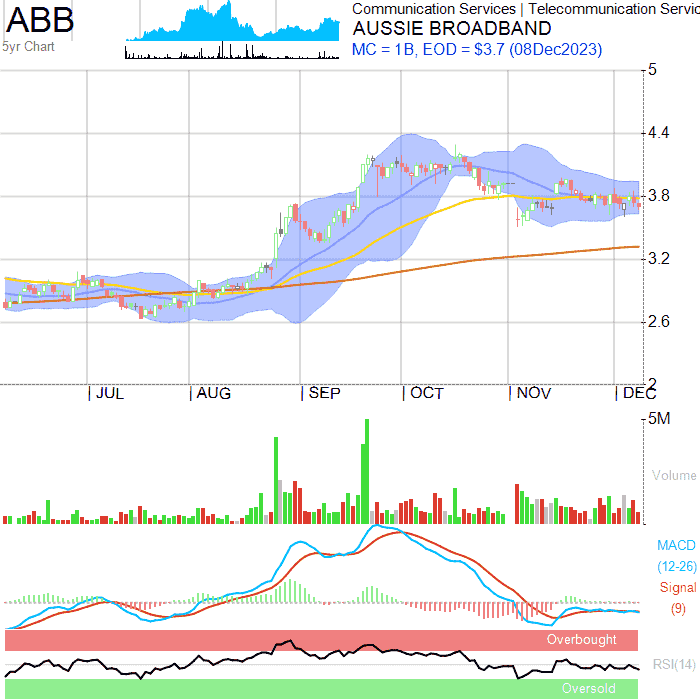 ABB
5yr Chart
Communication Services | Telecommunication Serv
AUSSIE BROADBAND
MC = 1B, EOD = $3.7 (08Dec2023)
5
4.4
3.8
3.2
2.6
2
JUL AUG SEP OCT NOV DEC
5M
Volume
MACD
(12-26)
Signal
(9)
Overbought
RSI(14)
Oversold